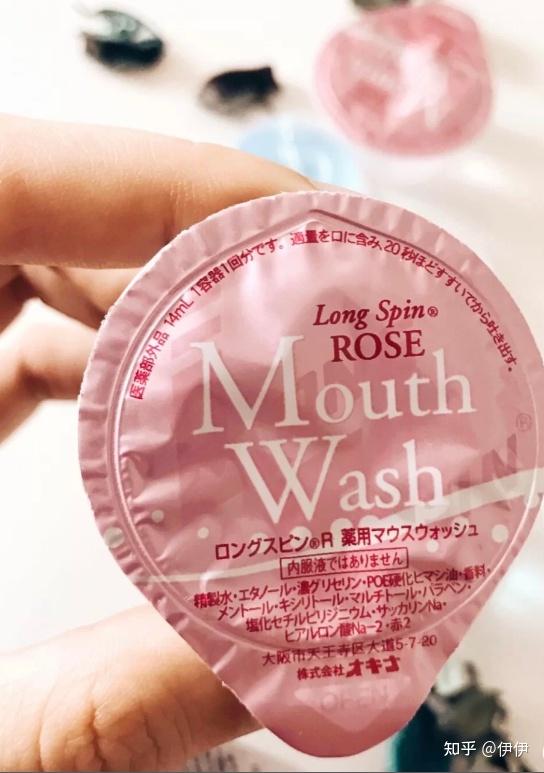 医薬部外品 14mL 1容器1回分です。適量を口に含み、20秒ほどすすいでから吐き出す。
Long Spin®
ROSE
Mouth
Wash
ロングスピン®R 薬用マウスウォッシュ
内服液ではありません
精製水・エタノール・濃グリセリン・POE硬化ヒマシ油・香料・
メントール・キシリトール・マルチトール・パラベン・
塩化セチルピリジニウム・サッカリンNa・
ヒアルロン酸Na-2・赤2
大阪市天王寺区大道5-7-20
株式会社オキナ
OPEN
知乎 @伊伊